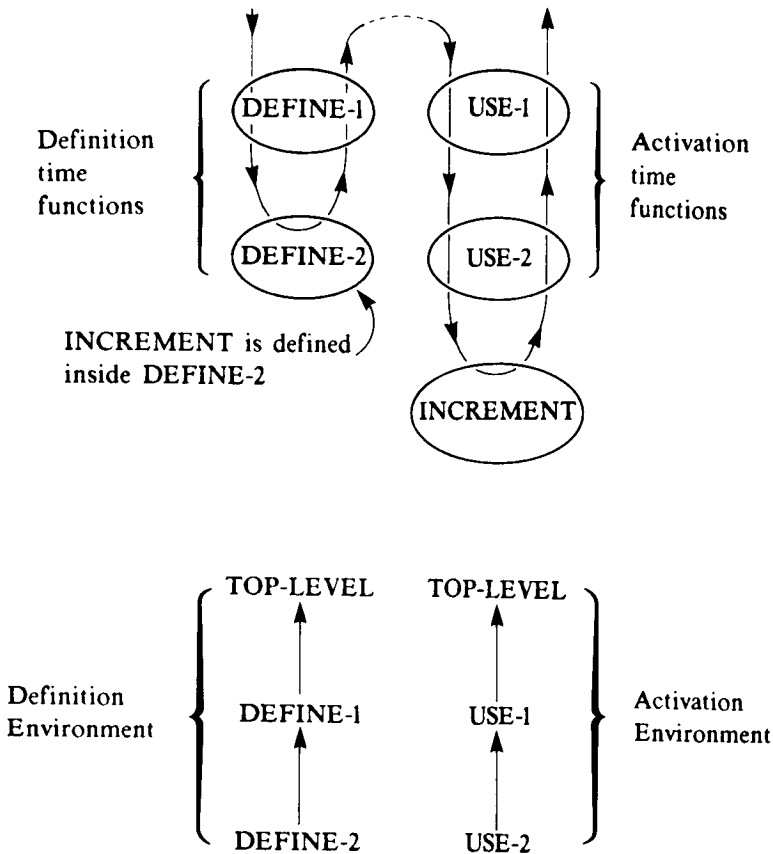 DEFINE-1
USE-1
Definition
time
functions
Activation
time
functions
DEFINE-2
USE-2
INCREMENT is defined
inside DEFINE-2
INCREMENT
TOP-LEVEL
TOP-LEVEL
Definition
Environment
DEFINE-1
USE-1
Activation
Environment
DEFINE-2
USE-2